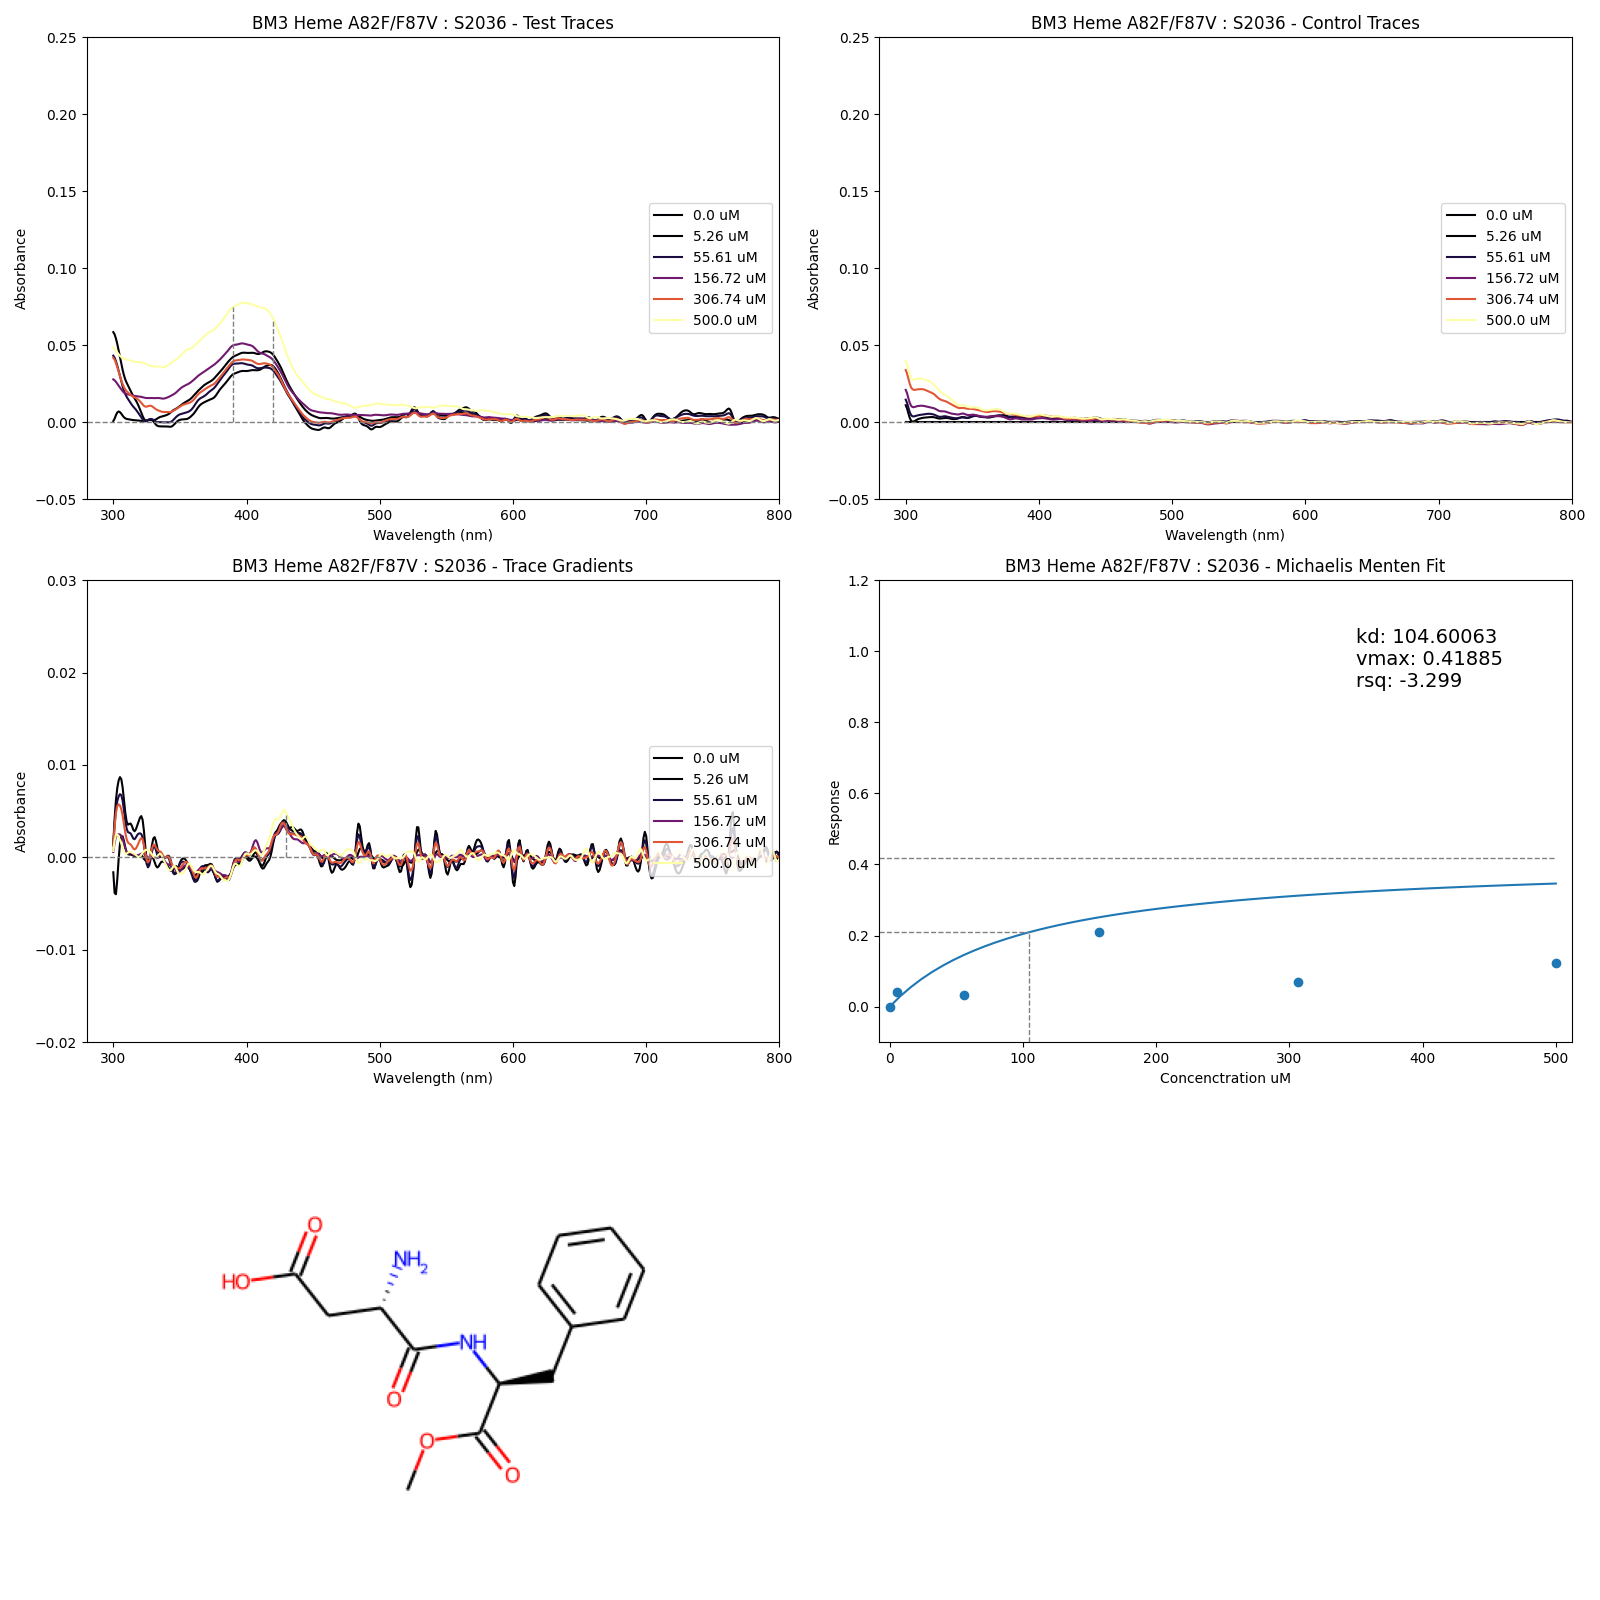 BM3 Heme A82F/F87V : S2036 - Test Traces
0.25
0.20
0.15
0.10
0.05
0.00
−0.05
Absorbance
300 400 500 600 700 800
Wavelength (nm)
0.0 uM
5.26 uM
55.61 uM
156.72 uM
306.74 uM
500.0 uM
BM3 Heme A82F/F87V : S2036 - Control Traces
0.25
0.20
0.15
0.10
0.05
0.00
−0.05
Absorbance
300 400 500 600 700 800
Wavelength (nm)
0.0 uM
5.26 uM
55.61 uM
156.72 uM
306.74 uM
500.0 uM
BM3 Heme A82F/F87V : S2036 - Trace Gradients
0.03
0.02
0.01
0.00
−0.01
−0.02
Absorbance
300 400 500 600 700 800
Wavelength (nm)
0.0 uM
5.26 uM
55.61 uM
156.72 uM
306.74 uM
500.0 uM
BM3 Heme A82F/F87V : S2036 - Michaelis Menten Fit
1.2
1.0
0.8
0.6
0.4
0.2
0.0
Response
0 100 200 300 400 500
Concenctration uM
kd: 104.60063
vmax: 0.41885
rsq: -3.299
O
NH2
HO
NH
O
O
O